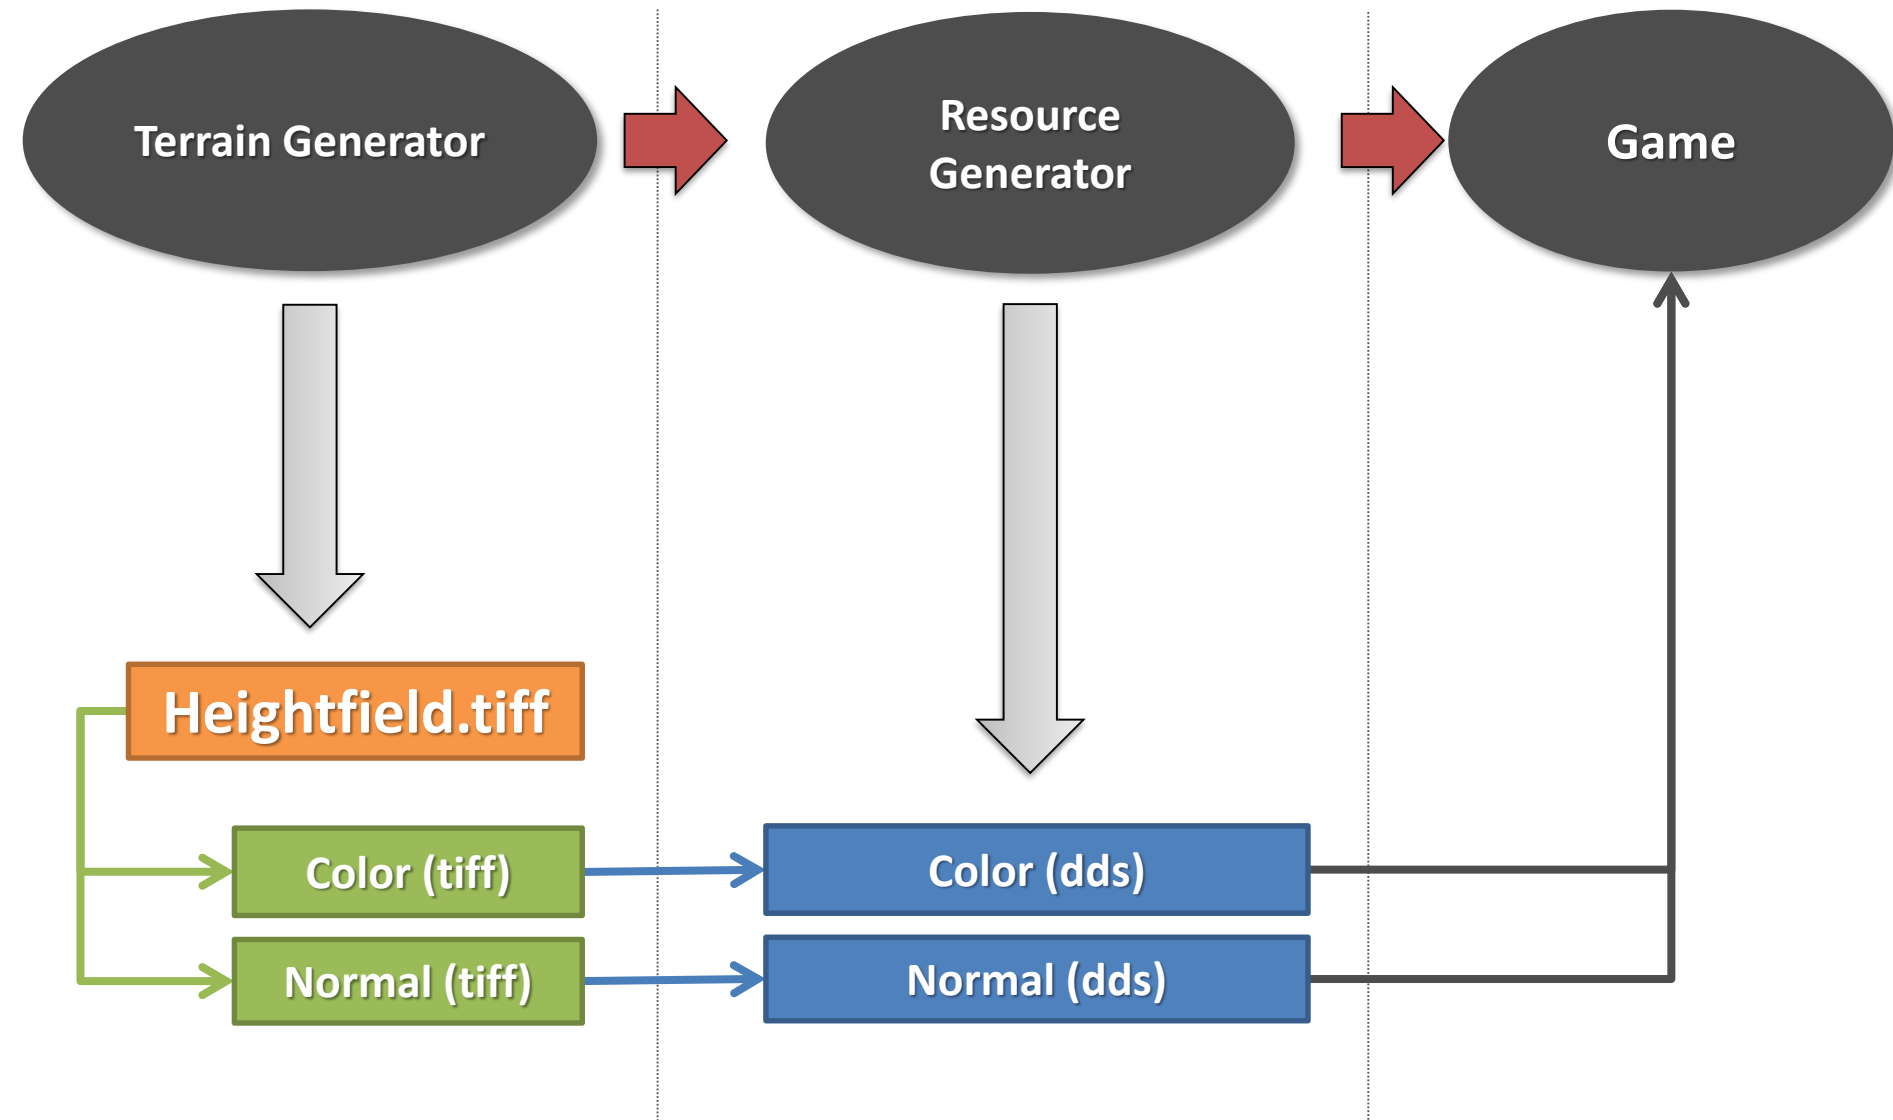 Terrain Generator
Resource
Generator
Game
Heightfield.tiff
Color (tiff)
Color (dds)
Normal (tiff)
Normal (dds)